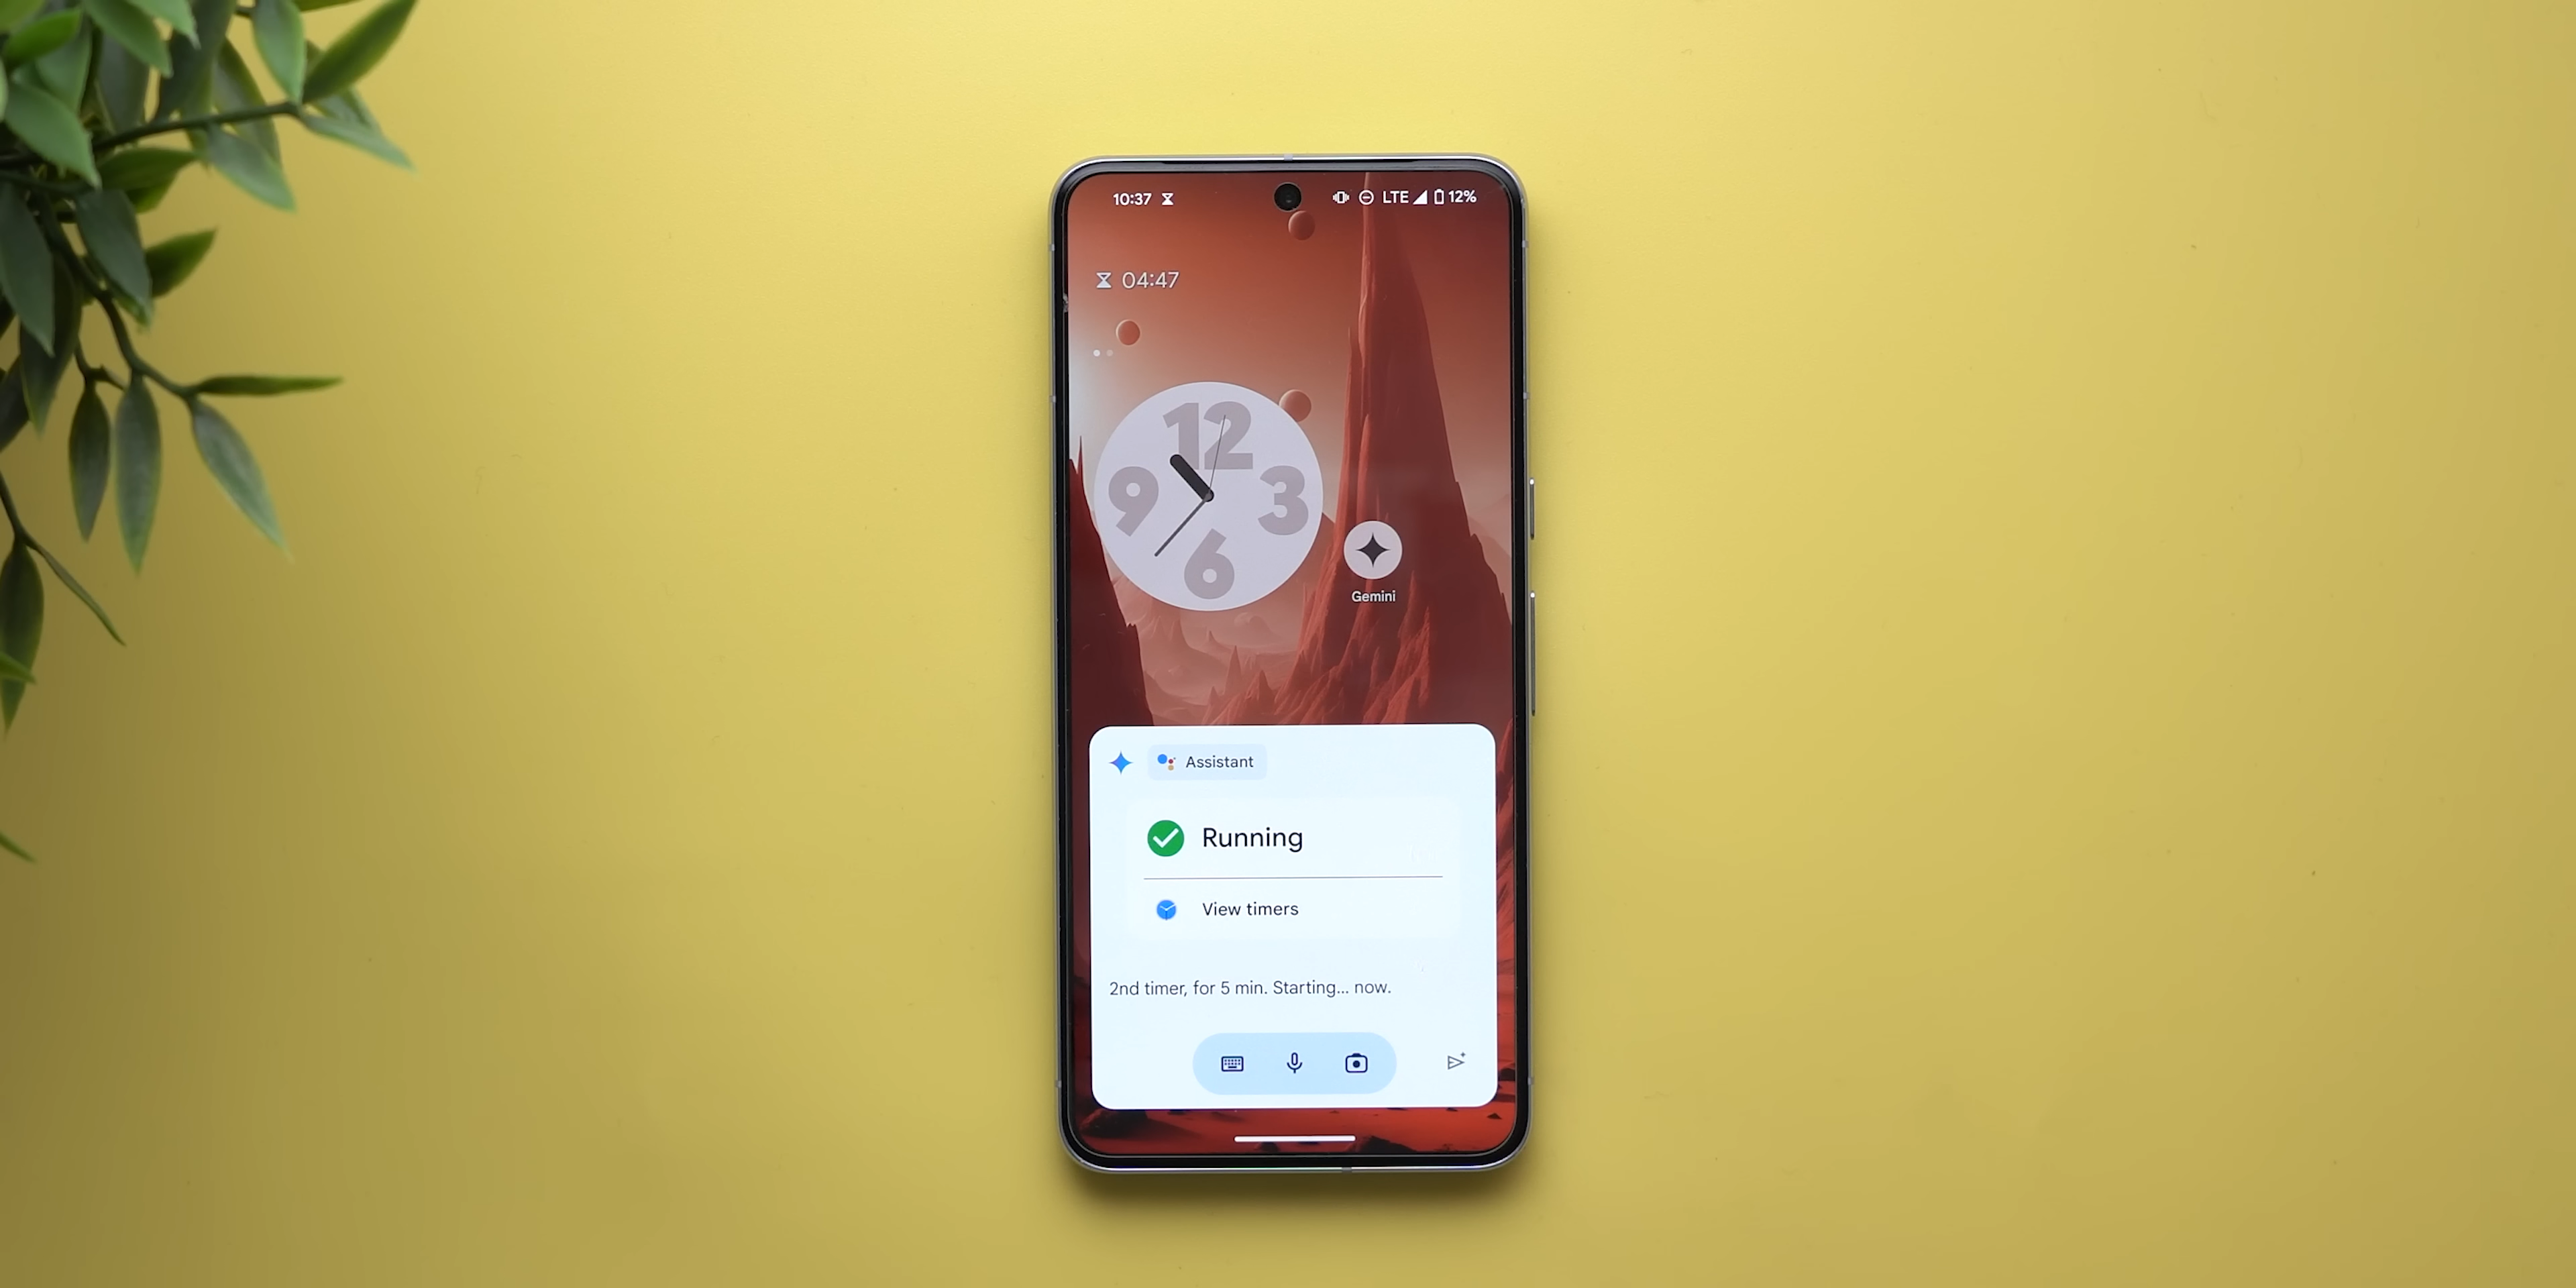 10:37 LTE 12%
04:47
12
9 3
6
Gemini
Assistant
Running
View timers
2nd timer, for 5 min. Starting... now.